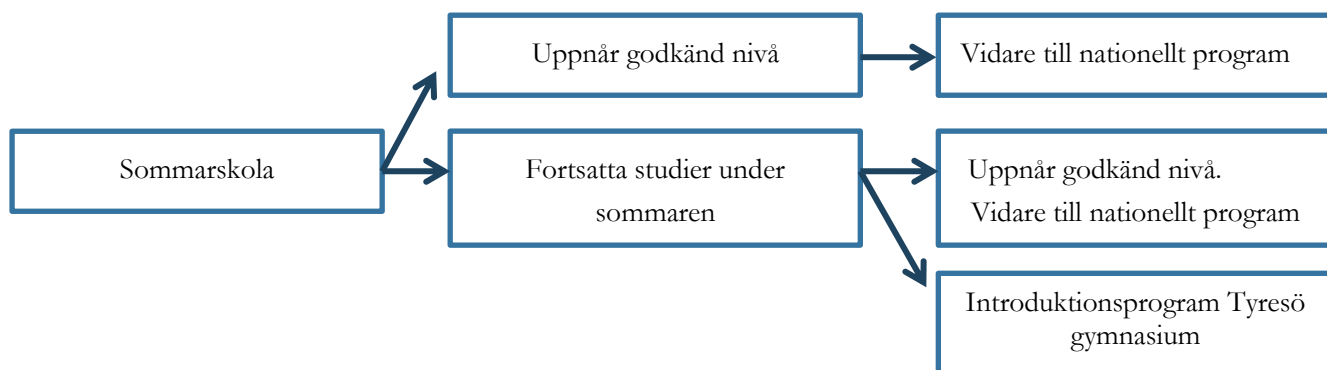 Uppnår godkänd nivå
Vidare till nationellt program
Sommarskola
Fortsatta studier under
sommaren
Uppnår godkänd nivå.
Vidare till nationellt program
Introduktionsprogram Tyresö
gymnasium